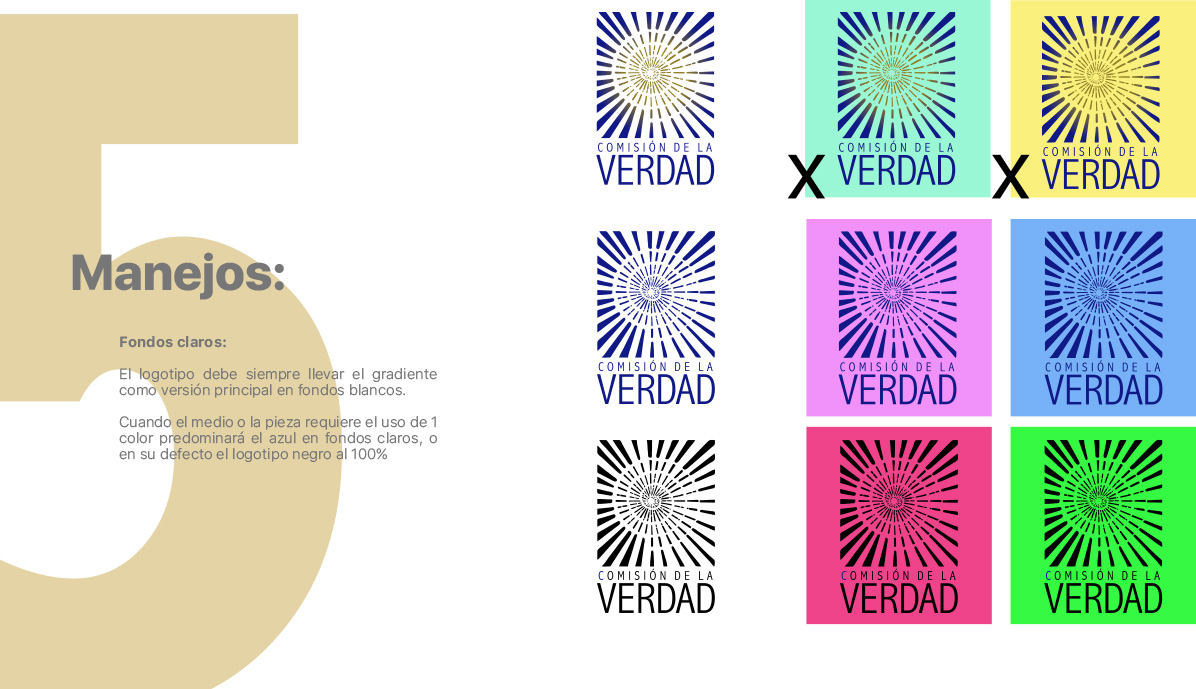 5
Manejos:
Fondos claros:
El logotipo debe siempre llevar el gradiente
como versión principal en fondos blancos.
Cuando el medio o la pieza requiere el uso de 1
color predominará el azul en fondos claros, o
en su defecto el logotipo negro al 100%
COMISIÓN DE LA
VERDAD
X
COMISIÓN DE LA
VERDAD
X
COMISIÓN DE LA
VERDAD
COMISIÓN DE LA
VERDAD
COMISIÓN DE LA
VERDAD
COMISIÓN DE LA
VERDAD
COMISIÓN DE LA
VERDAD
COMISIÓN DE LA
VERDAD
COMISIÓN DE LA
VERDAD